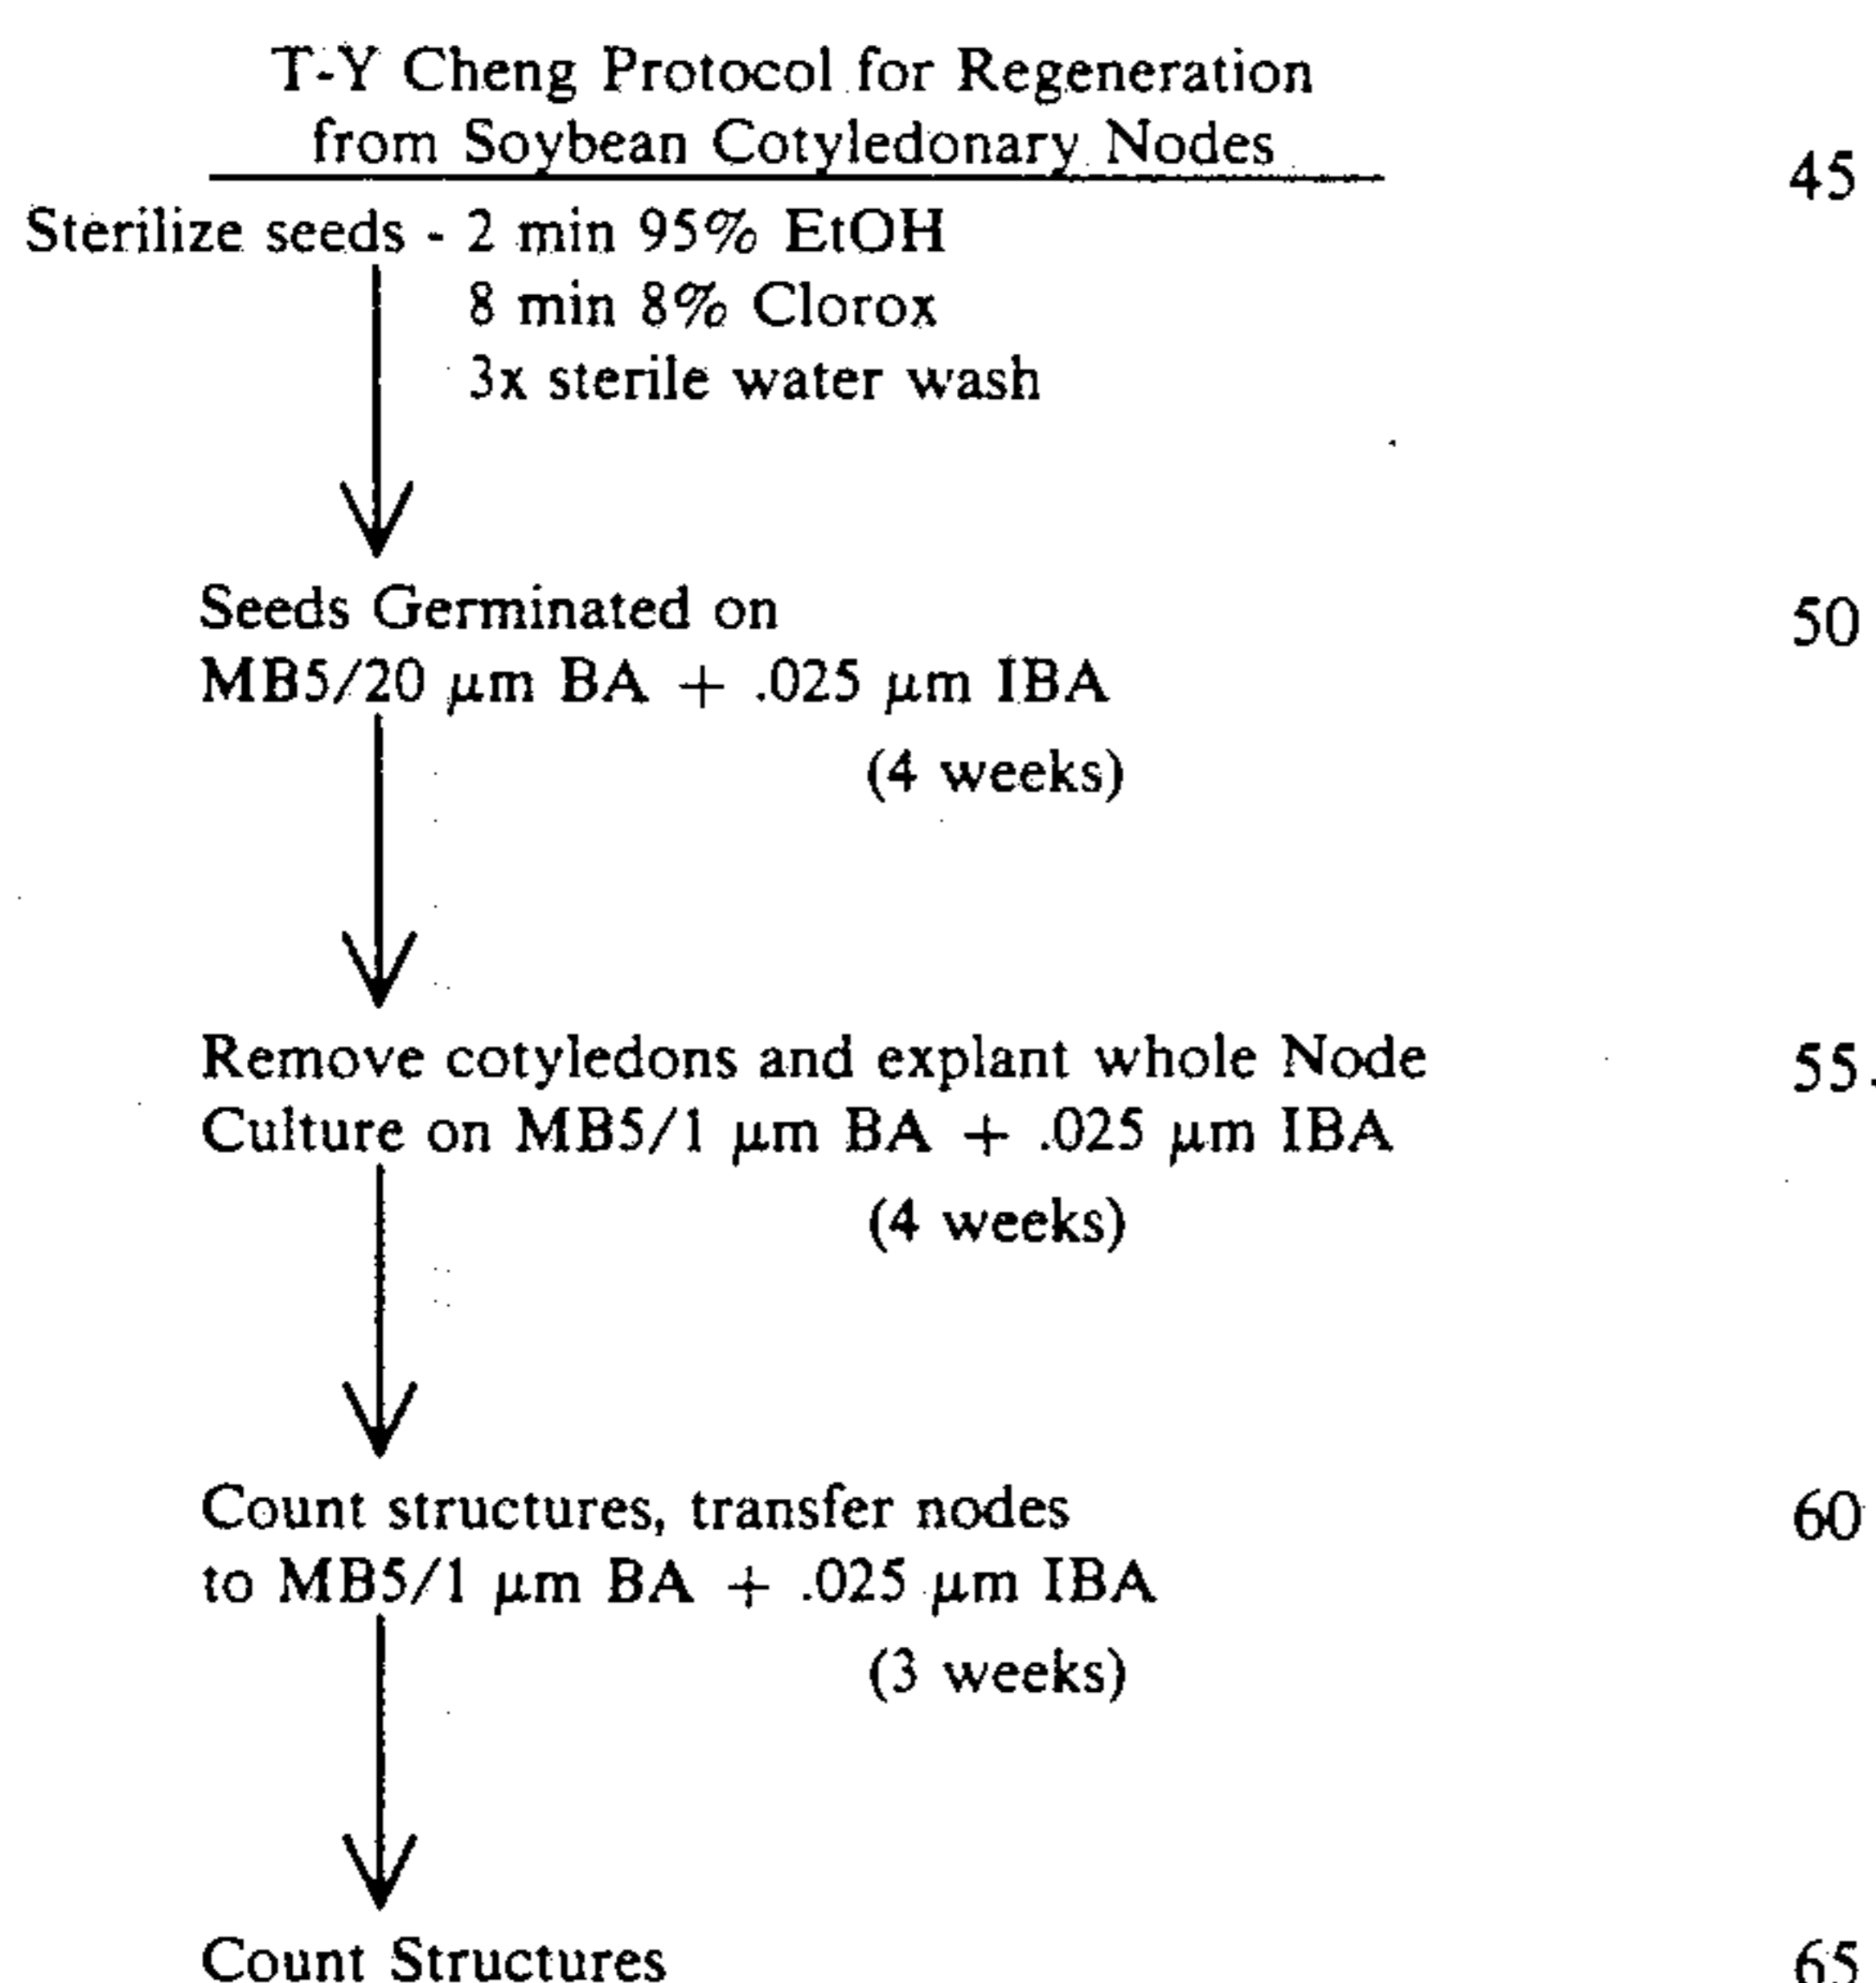 T-Y Cheng Protocol for Regeneration
from Soybean Cotyledonary Nodes
45
Sterilize seeds - 2 min 95% EtOH
8 min 8% Clorox
3x sterile water wash
Seeds Germinated on
50
MB5/20 μm BA + .025 μm IBA
(4 weeks)
Remove cotyledons and explant whole Node
55
Culture on MB5/1 μm BA + .025 μm IBA
(4 weeks)
Count structures, transfer nodes
60
to MB5/1 μm BA + .025 μm IBA
(3 weeks)
Count Structures
65